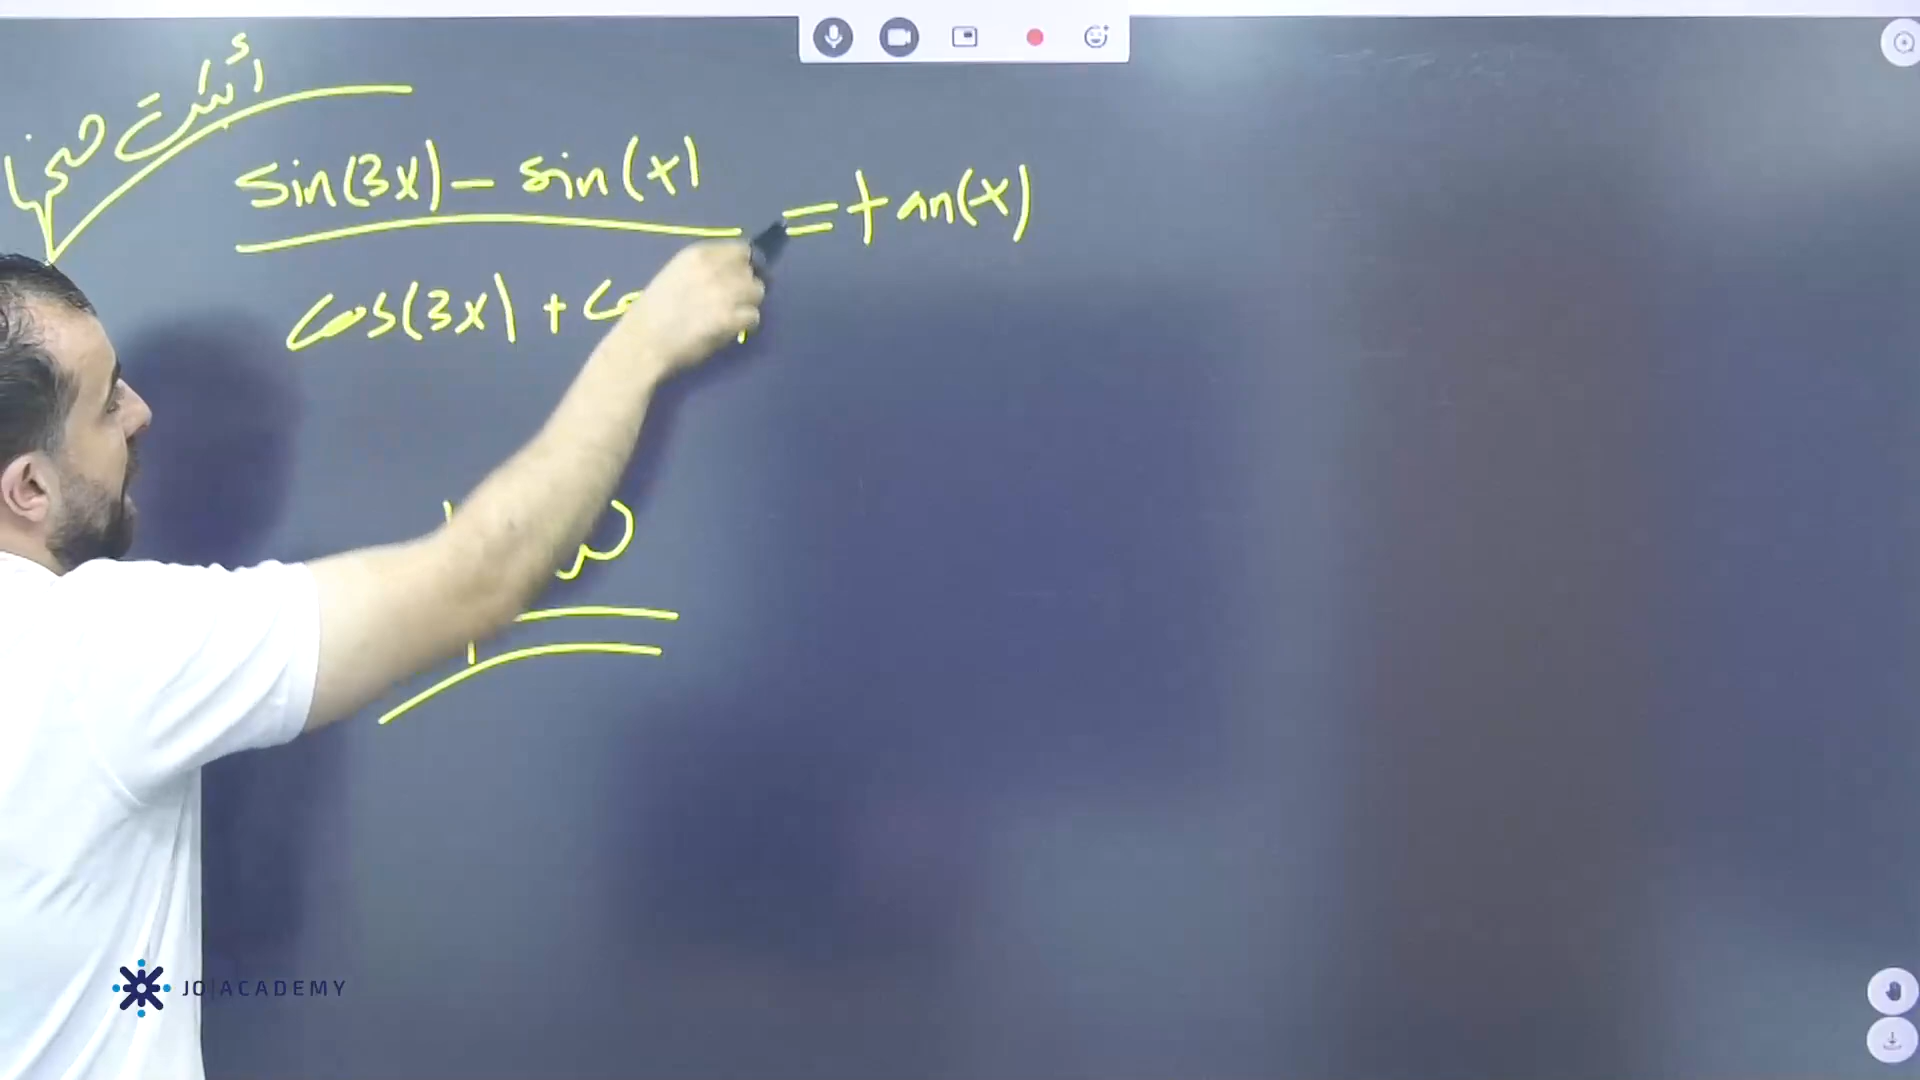 أثبت صحة
sin(3x) - sin(x) = tan(x)
cos(3x) + co
JO|ACADEMY